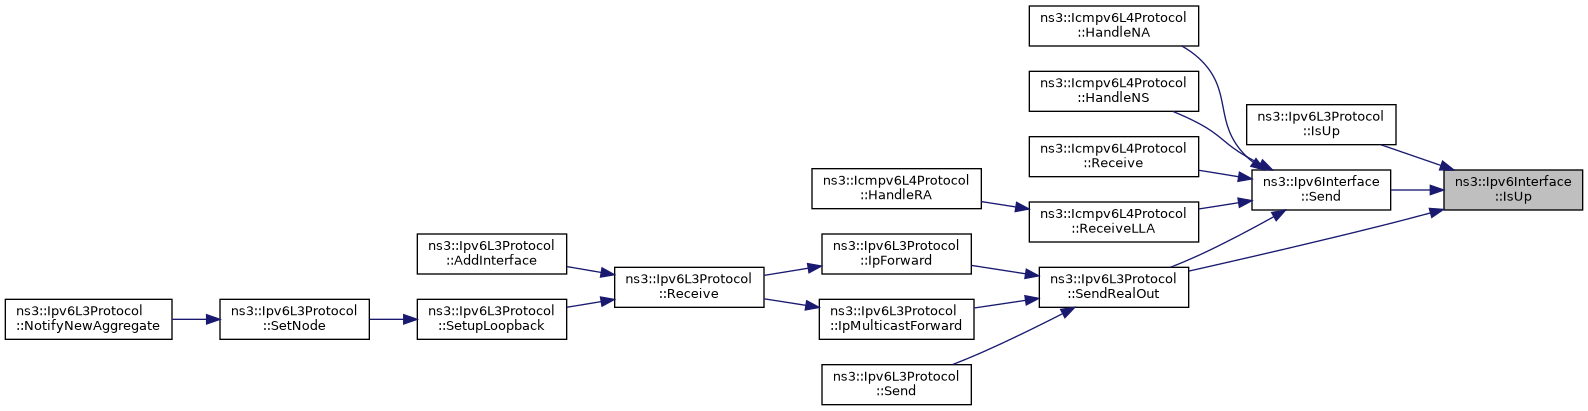 ns3::Icmpv6L4Protocol
::HandleNA
ns3::Icmpv6L4Protocol
::HandleNS
ns3::Ipv6L3Protocol
::IsUp
ns3::Icmpv6L4Protocol
::Receive
ns3::Icmpv6L4Protocol
::HandleRA
ns3::Ipv6Interface
::Send
ns3::Ipv6Interface
::IsUp
ns3::Icmpv6L4Protocol
::ReceiveLLA
ns3::Ipv6L3Protocol
::AddInterface
ns3::Ipv6L3Protocol
::IpForward
ns3::Ipv6L3Protocol
::Receive
ns3::Ipv6L3Protocol
::SendRealOut
ns3::Ipv6L3Protocol
::NotifyNewAggregate
ns3::Ipv6L3Protocol
::SetNode
ns3::Ipv6L3Protocol
::SetupLoopback
ns3::Ipv6L3Protocol
::IpMulticastForward
ns3::Ipv6L3Protocol
::Send